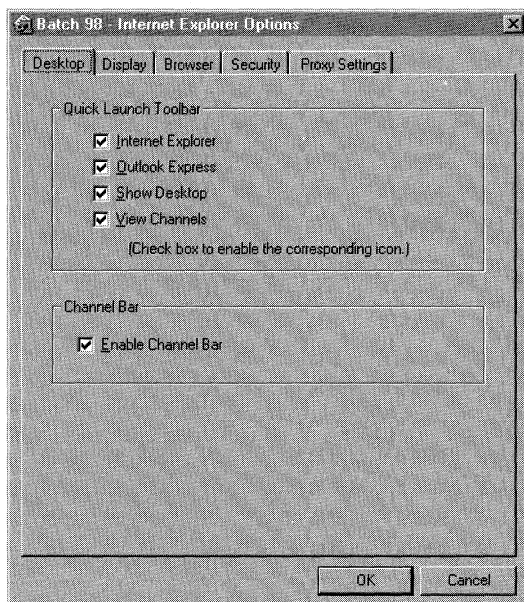 Batch 98 - Internet Explorer Options
Desktop Display Browser Security Proxy Settings
Quick Launch Toolbar
Internet Explorer
Outlook Express
Show Desktop
View Channels
(Check box to enable the corresponding icon.)
Channel Bar
Enable Channel Bar
OK Cancel